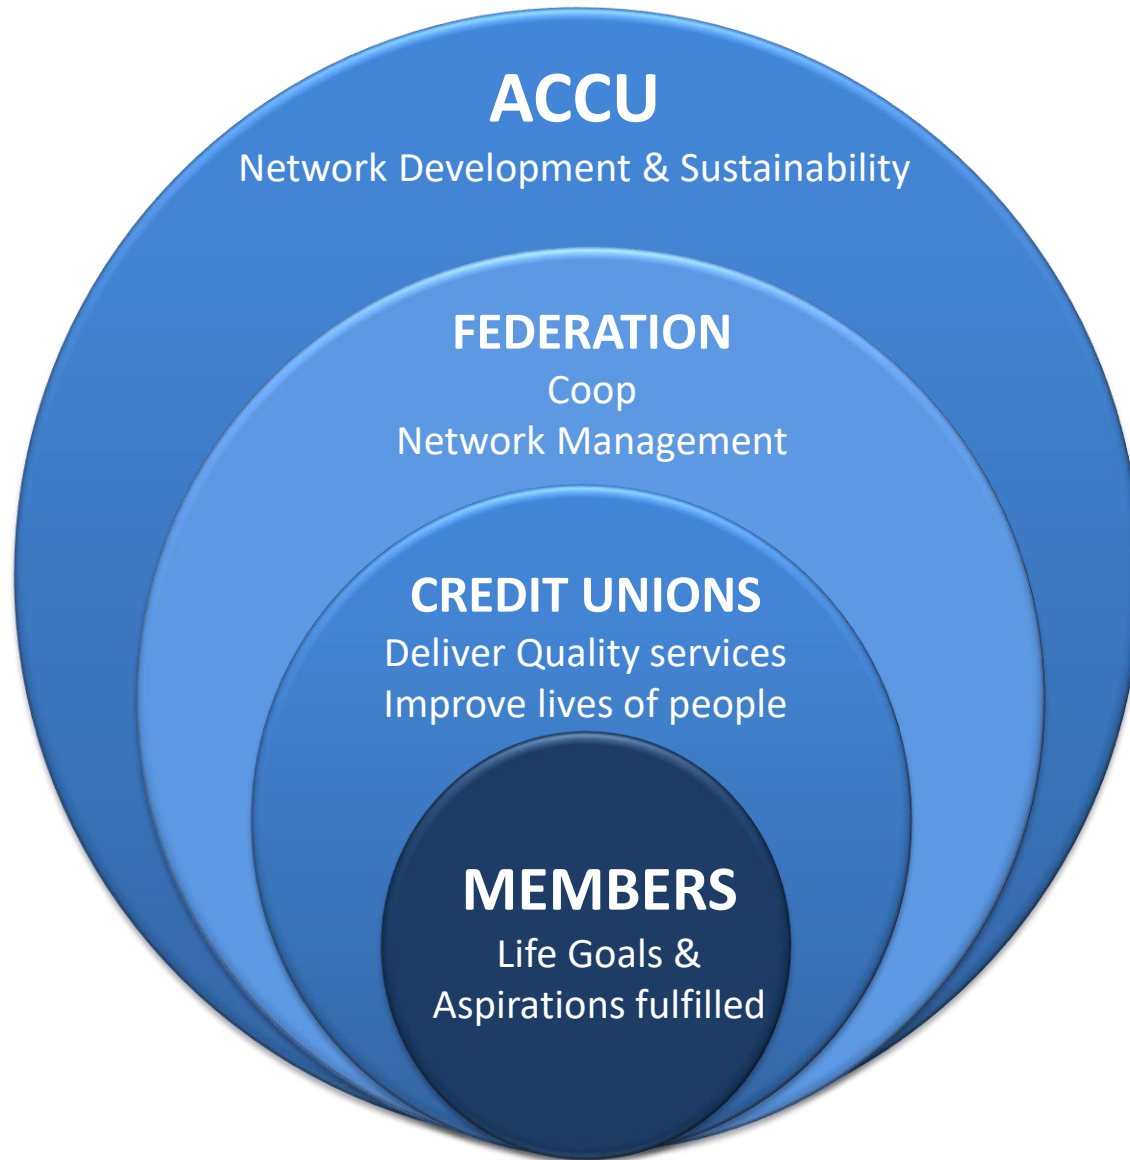 ACCU
Network Development & Sustainability
FEDERATION
Coop
Network Management
CREDIT UNIONS
Deliver Quality services
Improve lives of people
MEMBERS
Life Goals &
Aspirations fulfilled